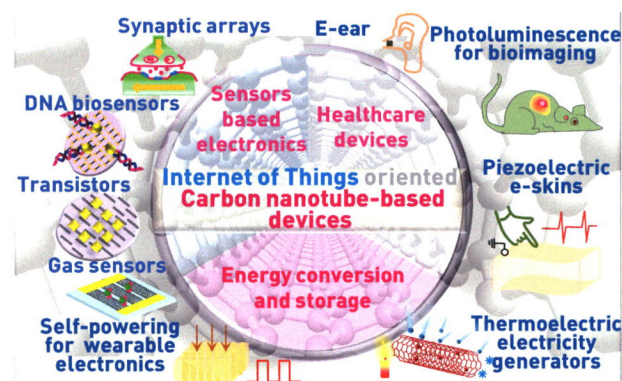 Synaptic arrays
E-ear
Photoluminescence
for bioimaging
DNA biosensors
Sensors
based
electronics
Healthcare
devices
Transistors
Internet of Things oriented
Carbon nanotube-based
devices
Piezoelectric
e-skins
Gas sensors
Energy conversion
and storage
Self-powering
for wearable
electronics
Thermoelectric
electricity
generators